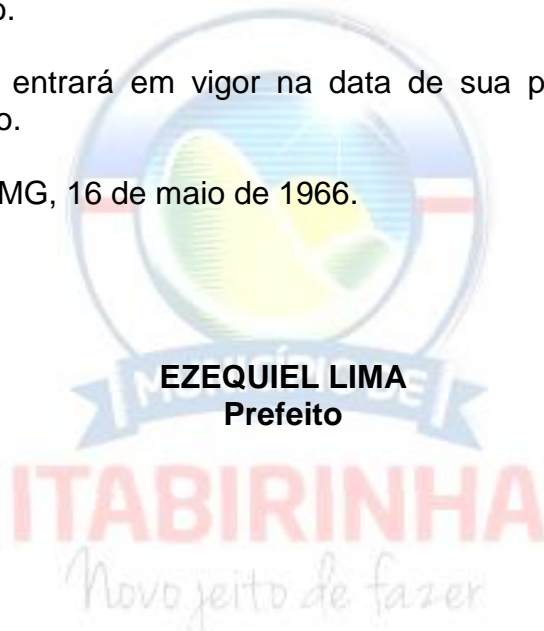 o.
entrará em vigor na data de sua p
o.
MG, 16 de maio de 1966.
EZEQUIEL LIMA
MUNICÍPIO DE
Prefeito
ITABIRINHA
Novo jeito de fazer